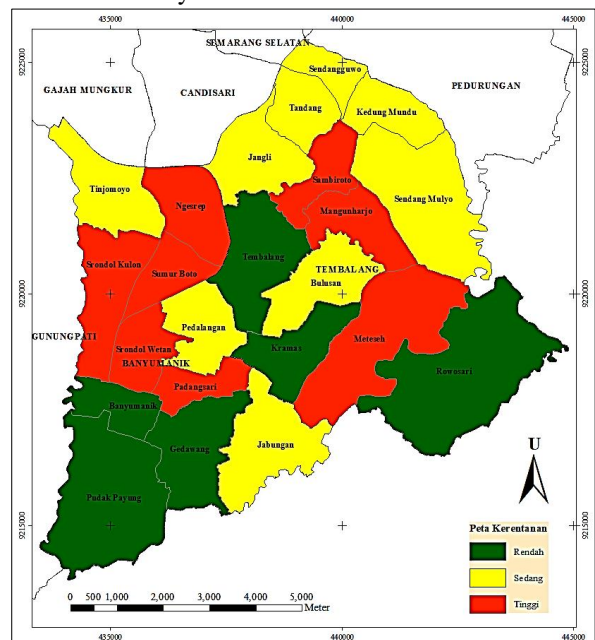 435000 440000 445000
SEMARANG SELATAN
9225000 9225000
Sendangguwo
GAJAH MUNGKUR
CANDISARI
PEDURUNGAN
Tandang
Kedung Mundu
Jangli
Tinjomoyo
Sumbiroto
Ngesrep
Sendang Mulyo
Mangunharjo
Tembalang
Srondol Kulon
Sumur Boto
TEMBALANG
Bulusan
9220000 9220000
Pedalangan
GUNUNGPATI
Srondol Wetan
Kramas
Meteseh
BANYUMANIK
Rowosari
Padangsari
Banyumanik
Gedawang
Jabungan
U
Pudak Payung
9215000 9215000
Peta Kerentanan
Rendah
Sedang
Tinggi
0 500 1,000 2,000 3,000 4,000 5,000
Meter
435000 440000 445000